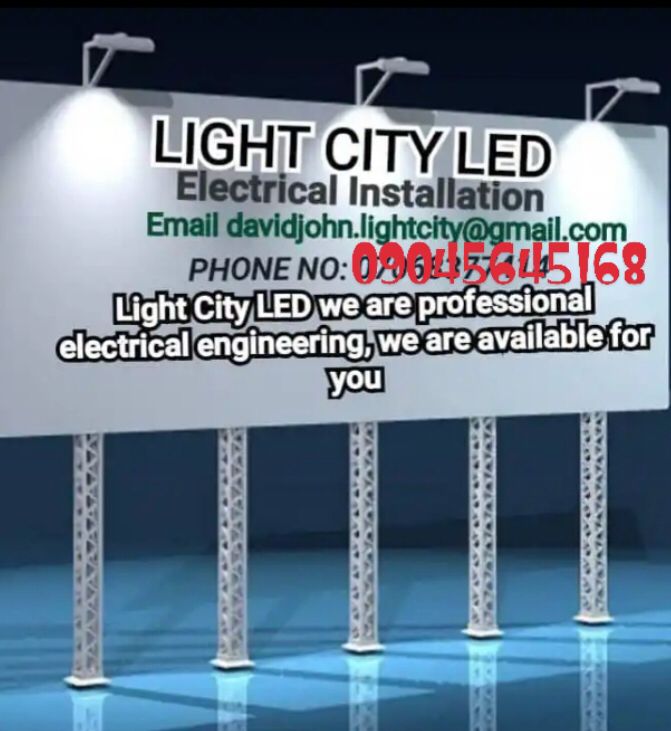 LIGHT CITY LED
Electrical Installation
Email davidjohn.lightcity@gmail.com
PHONE NO: 09045645168
Light City LED we are professional
electrical engineering, we are available for
you